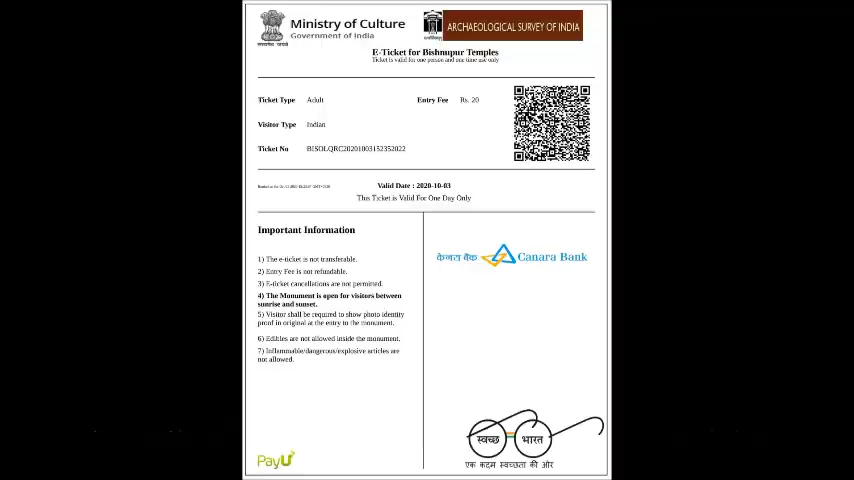 Ministry of Culture
Government of India
ARCHAEOLOGICAL SURVEY OF INDIA
E-Ticket for Bishnupur Temples
Ticket is valid for one person and one time use only
Ticket Type Adult Entry Fee Rs. 20
Visitor Type Indian
Ticket No BISOLQRC20201003152352022
Valid Date : 2020-10-03
This Ticket is Valid For One Day Only
Important Information
1) The e-ticket is not transferable.
2) Entry Fee is not refundable.
3) E-ticket cancellations are not permitted.
4) The Monument is open for visitors between
sunrise and sunset.
5) Visitor shall be required to show photo identity
proof in original at the entry to the monument.
6) Edibles are not allowed inside the monument.
7) Inflammable/dangerous/explosive articles are
not allowed.
केनरा बैंक Canara Bank
स्वच्छ भारत
एक कदम स्वच्छता की ओर
PayU